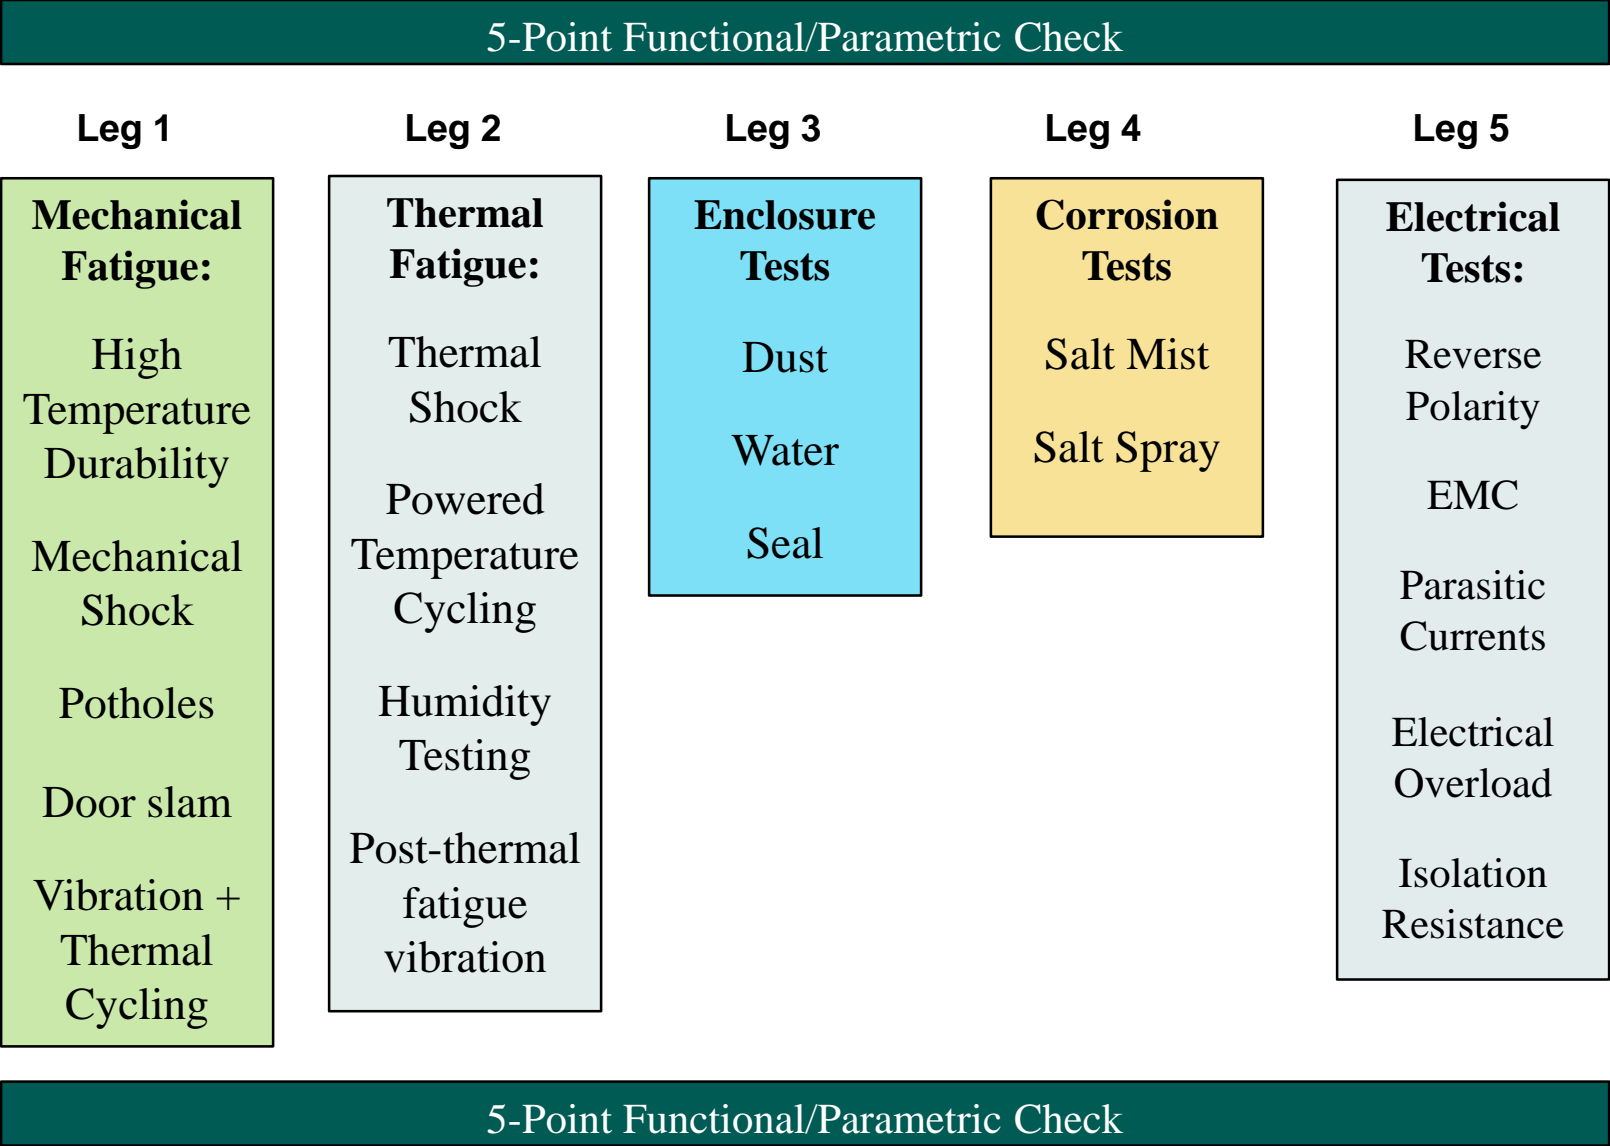 5-Point Functional/Parametric Check
Leg 1
Leg 2
Leg 3
Leg 4
Leg 5
Mechanical
Fatigue:
High
Temperature
Durability
Mechanical
Shock
Potholes
Door slam
Vibration +
Thermal
Cycling
Thermal
Fatigue:
Thermal
Shock
Powered
Temperature
Cycling
Humidity
Testing
Post-thermal
fatigue
vibration
Enclosure
Tests
Dust
Water
Seal
Corrosion
Tests
Salt Mist
Salt Spray
Electrical
Tests:
Reverse
Polarity
EMC
Parasitic
Currents
Electrical
Overload
Isolation
Resistance
5-Point Functional/Parametric Check